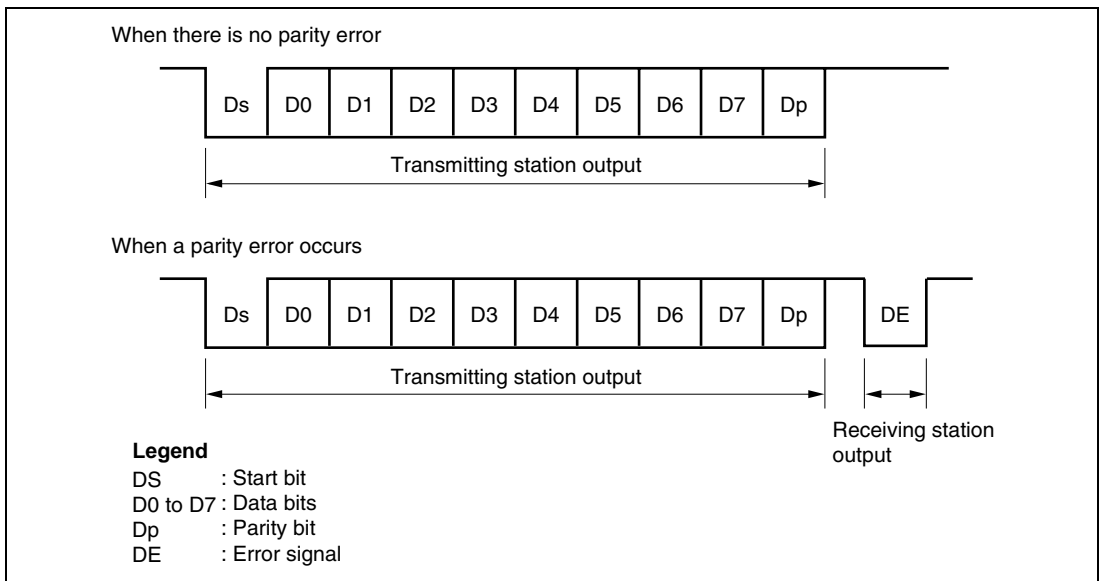 When there is no parity error
Ds D0 D1 D2 D3 D4 D5 D6 D7 Dp
Transmitting station output
When a parity error occurs
Ds D0 D1 D2 D3 D4 D5 D6 D7 Dp DE
Transmitting station output
Receiving station
output
Legend
DS : Start bit
D0 to D7 : Data bits
Dp : Parity bit
DE : Error signal